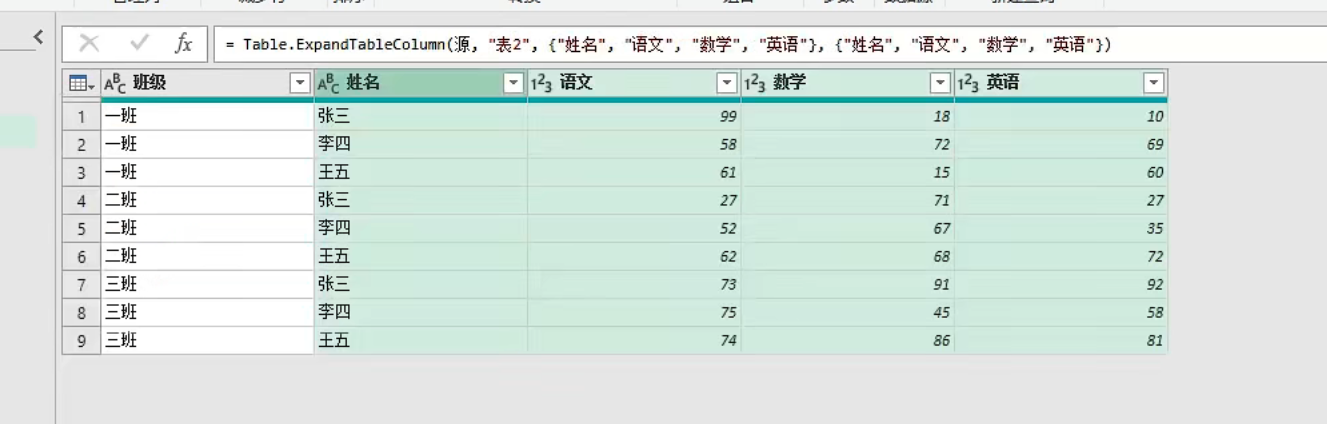 fx = Table.ExpandTableColumn(源, "表2", {"姓名", "语文", "数学", "英语"}, {"姓名", "语文", "数学", "英语"})
ABC 班级 ABC 姓名 123 语文 123 数学 123 英语
1 一班 张三 99 18 10
2 一班 李四 58 72 69
3 一班 王五 61 15 60
4 二班 张三 27 71 27
5 二班 李四 52 67 35
6 二班 王五 62 68 72
7 三班 张三 73 91 92
8 三班 李四 75 45 58
9 三班 王五 74 86 81